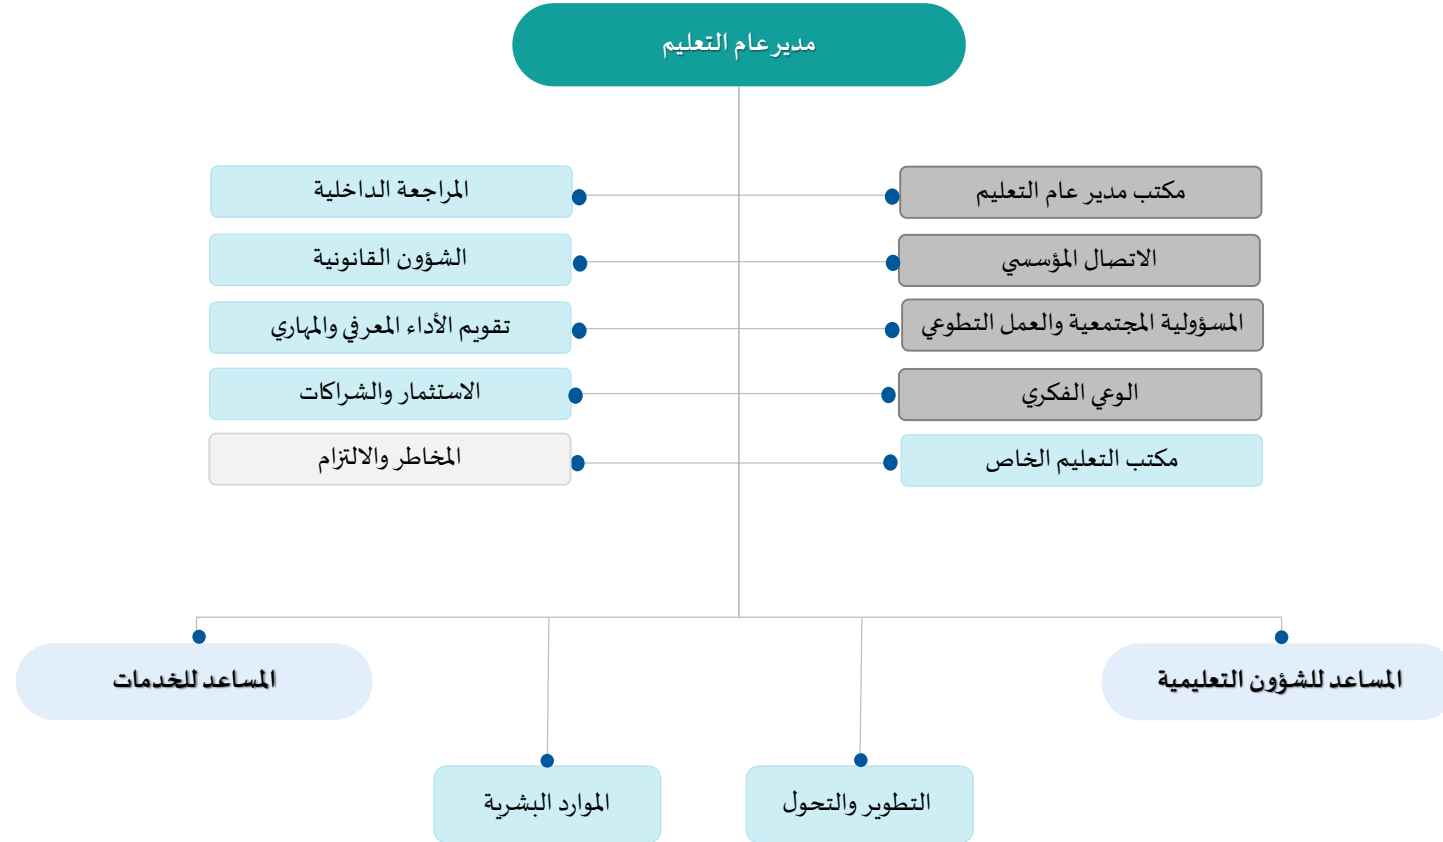 مدير عام التعليم
مكتب مدير عام التعليم
المراجعة الداخلية
الاتصال المؤسسي
الشؤون القانونية
المسؤولية المجتمعية والعمل التطوعي
تقويم الأداء المعرفي والمهاري
الوعي الفكري
الاستثمار والشراكات
مكتب التعليم الخاص
المخاطر والالتزام
المساعد للشؤون التعليمية
المساعد للخدمات
التطوير والتحول
الموارد البشرية